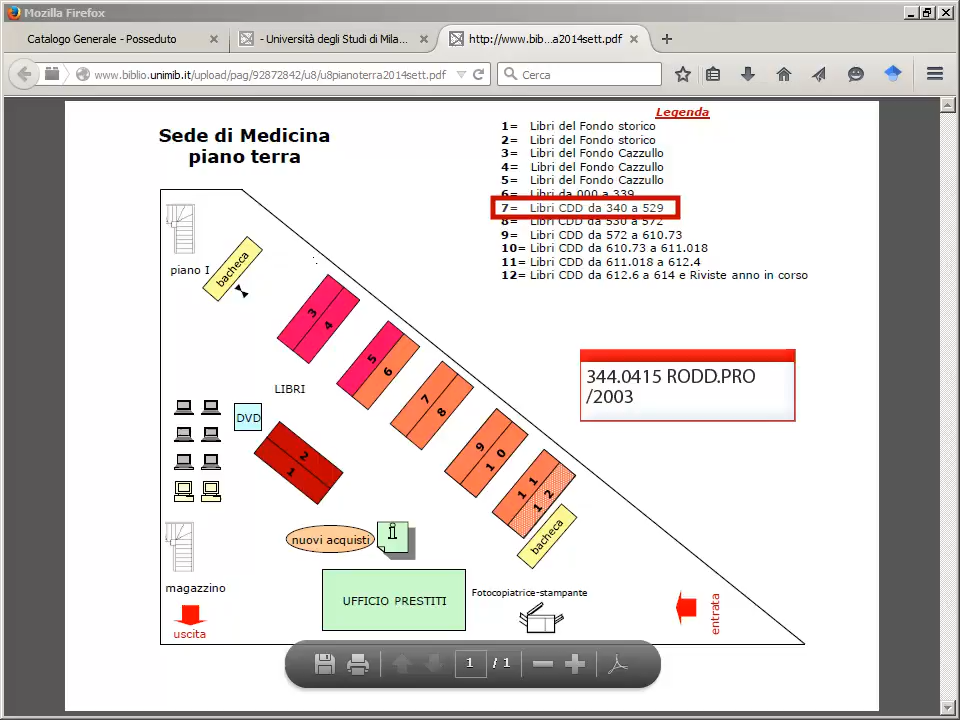 Mozilla Firefox
Catalogo Generale - Posseduto
- Università degli Studi di Mila...
http://www.bib...a2014sett.pdf
www.biblio.unimib.it/upload/pag/92872842/u8/u8pianoterra2014sett.pdf
Cerca
Sede di Medicina
piano terra
Legenda
1= Libri del Fondo storico
2= Libri del Fondo storico
3= Libri del Fondo Cazzullo
4= Libri del Fondo Cazzullo
5= Libri del Fondo Cazzullo
6= Libri da 000 a 339
7= Libri CDD da 340 a 529
8= Libri CDD da 530 a 572
9= Libri CDD da 572 a 610.73
10= Libri CDD da 610.73 a 611.018
11= Libri CDD da 611.018 a 612.4
12= Libri CDD da 612.6 a 614 e Riviste anno in corso
piano I
bacheca
3
4
5
6
7
8
9
10
11
12
bacheca
LIBRI
DVD
2
1
344.0415 RODD.PRO
/2003
nuovi acquisti
i
magazzino
uscita
UFFICIO PRESTITI
Fotocopiatrice-stampante
entrata
1 / 1